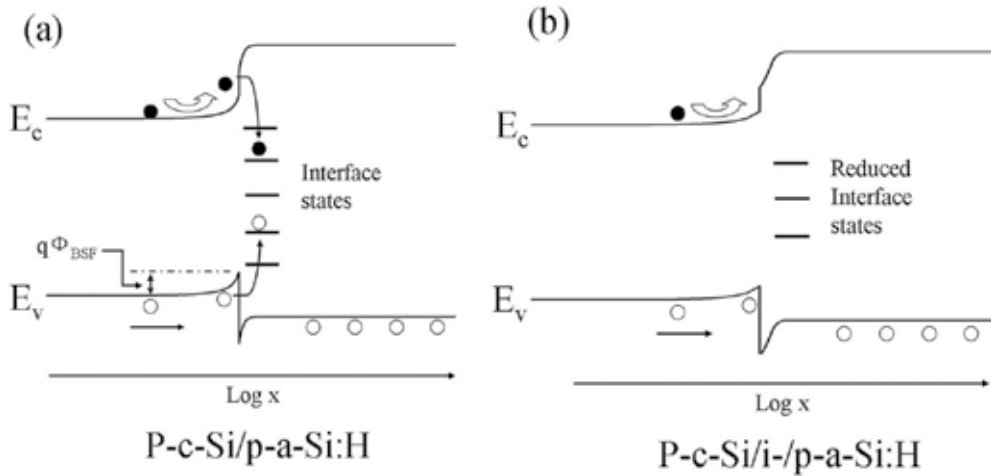 (a)
E_c
Interface
states
qΦ_BSF
E_v
Log x
P-c-Si/p-a-Si:H
(b)
E_c
Reduced
Interface
states
E_v
Log x
P-c-Si/i-/p-a-Si:H